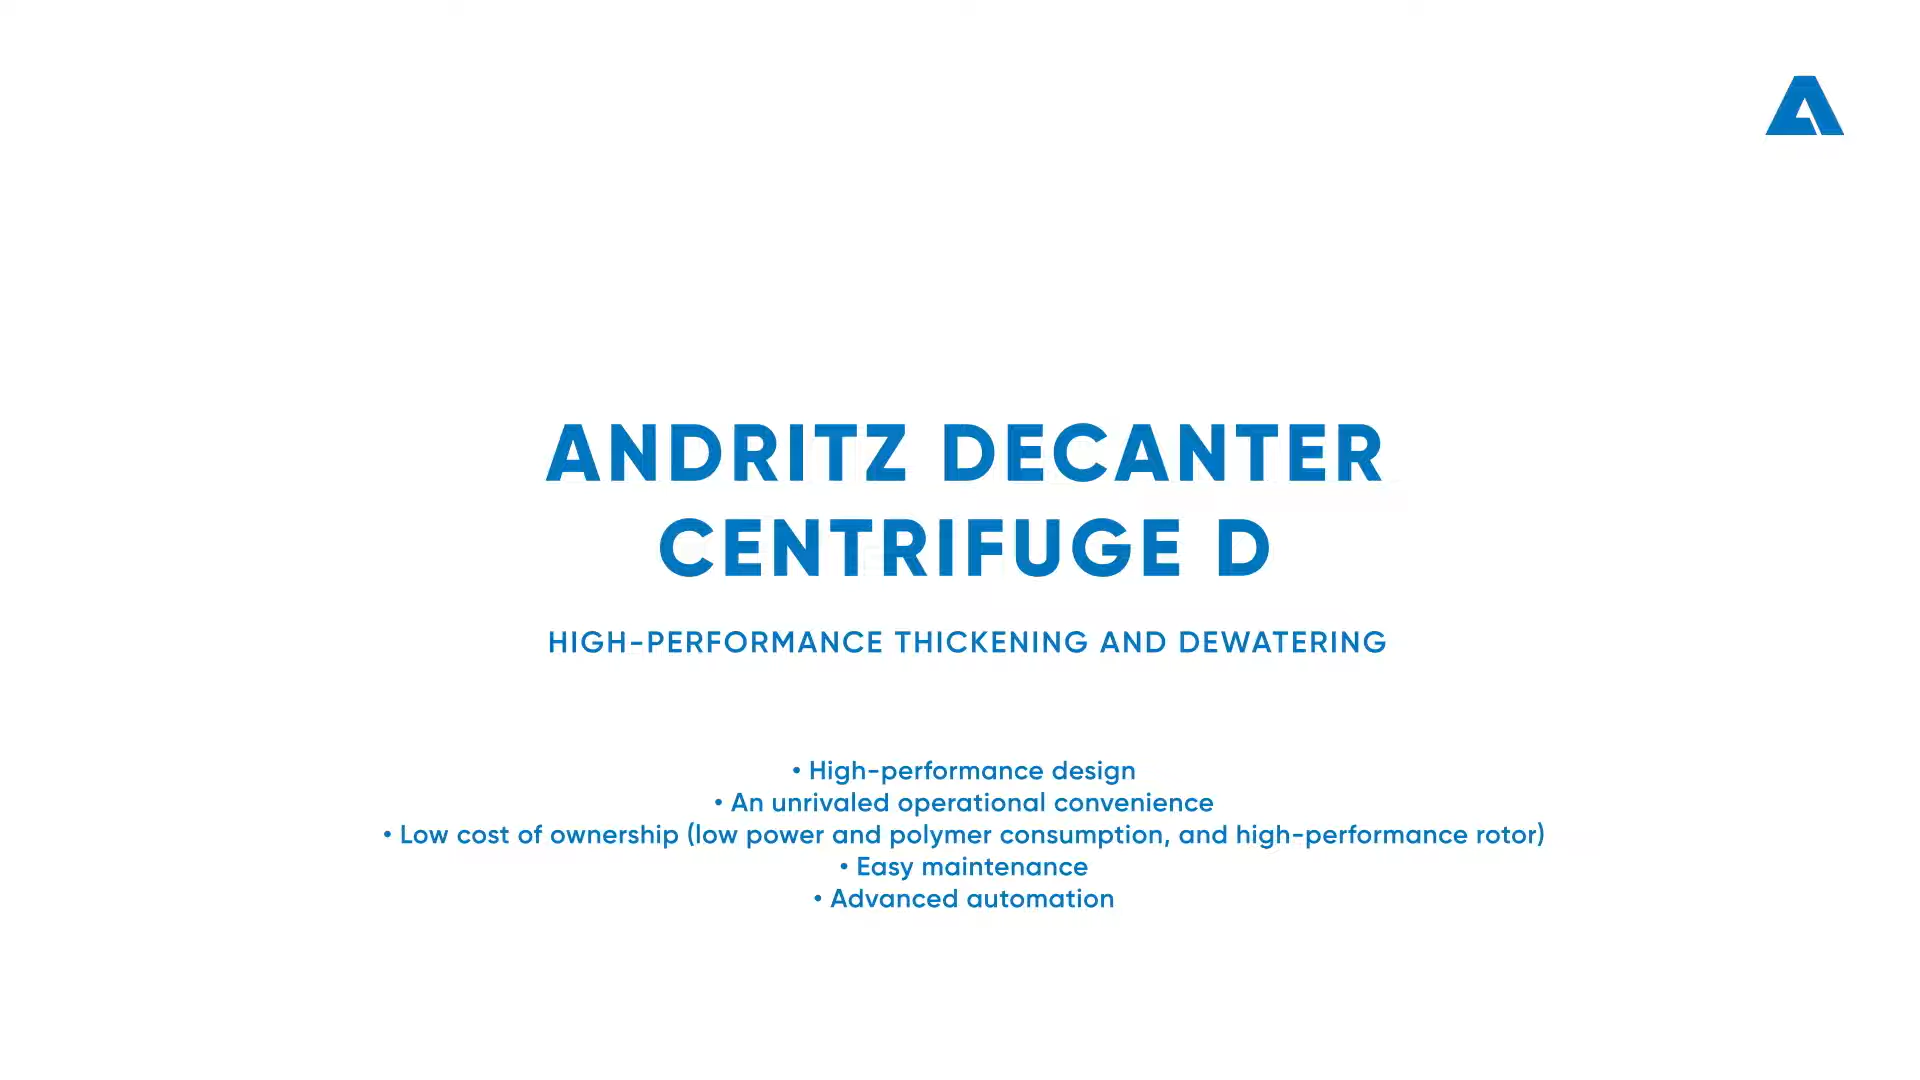 ANDRITZ DECANTER
CENTRIFUGE D
HIGH-PERFORMANCE THICKENING AND DEWATERING
• High-performance design
• An unrivaled operational convenience
• Low cost of ownership (low power and polymer consumption, and high-performance rotor)
• Easy maintenance
• Advanced automation